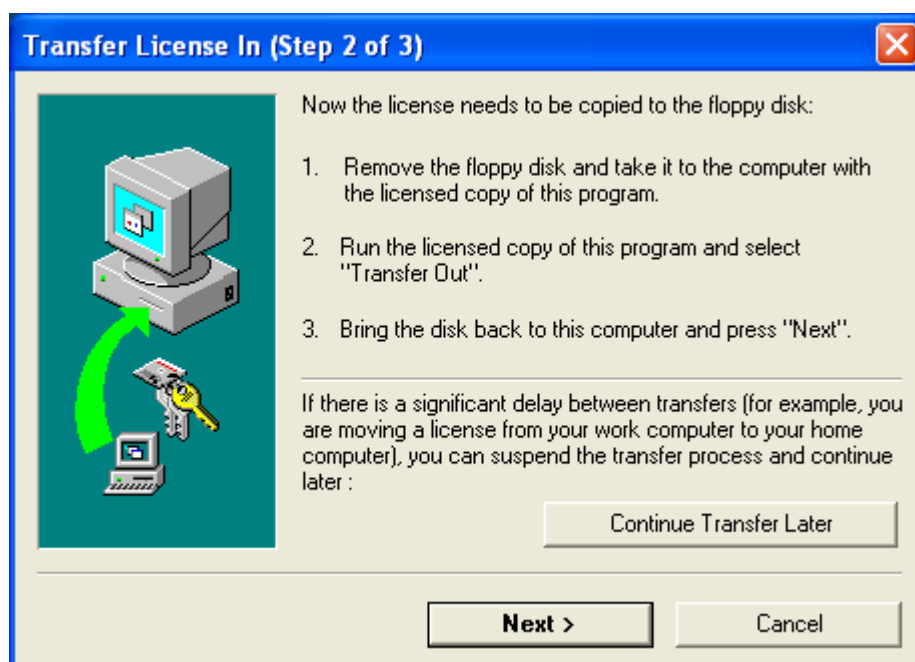 Transfer License In (Step 2 of 3)
Now the license needs to be copied to the floppy disk:
1. Remove the floppy disk and take it to the computer with
the licensed copy of this program.
2. Run the licensed copy of this program and select
"Transfer Out".
3. Bring the disk back to this computer and press "Next".
If there is a significant delay between transfers (for example, you
are moving a license from your work computer to your home
computer), you can suspend the transfer process and continue
later :
Continue Transfer Later
Next >
Cancel